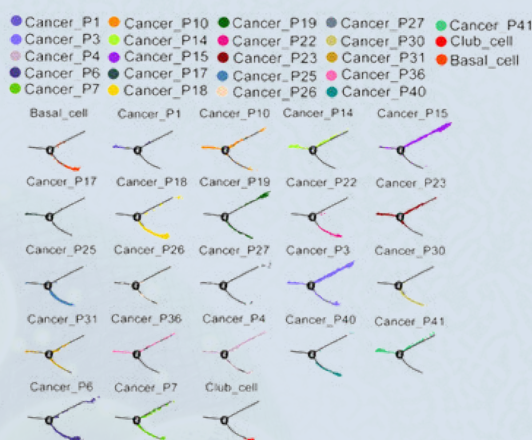 Cancer_P1 Cancer_P10 Cancer_P19 Cancer_P27 Cancer_P41
Cancer_P3 Cancer_P14 Cancer_P22 Cancer_P30 Club_cell
Cancer_P4 Cancer_P15 Cancer_P23 Cancer_P31 Basal_cell
Cancer_P6 Cancer_P17 Cancer_P25 Cancer_P36
Cancer_P7 Cancer_P18 Cancer_P26 Cancer_P40
Basal_cell Cancer_P1 Cancer_P10 Cancer_P14 Cancer_P15
Cancer_P17 Cancer_P18 Cancer_P19 Cancer_P22 Cancer_P23
Cancer_P25 Cancer_P26 Cancer_P27 Cancer_P3 Cancer_P30
Cancer_P31 Cancer_P36 Cancer_P4 Cancer_P40 Cancer_P41
Cancer_P6 Cancer_P7 Club_cell